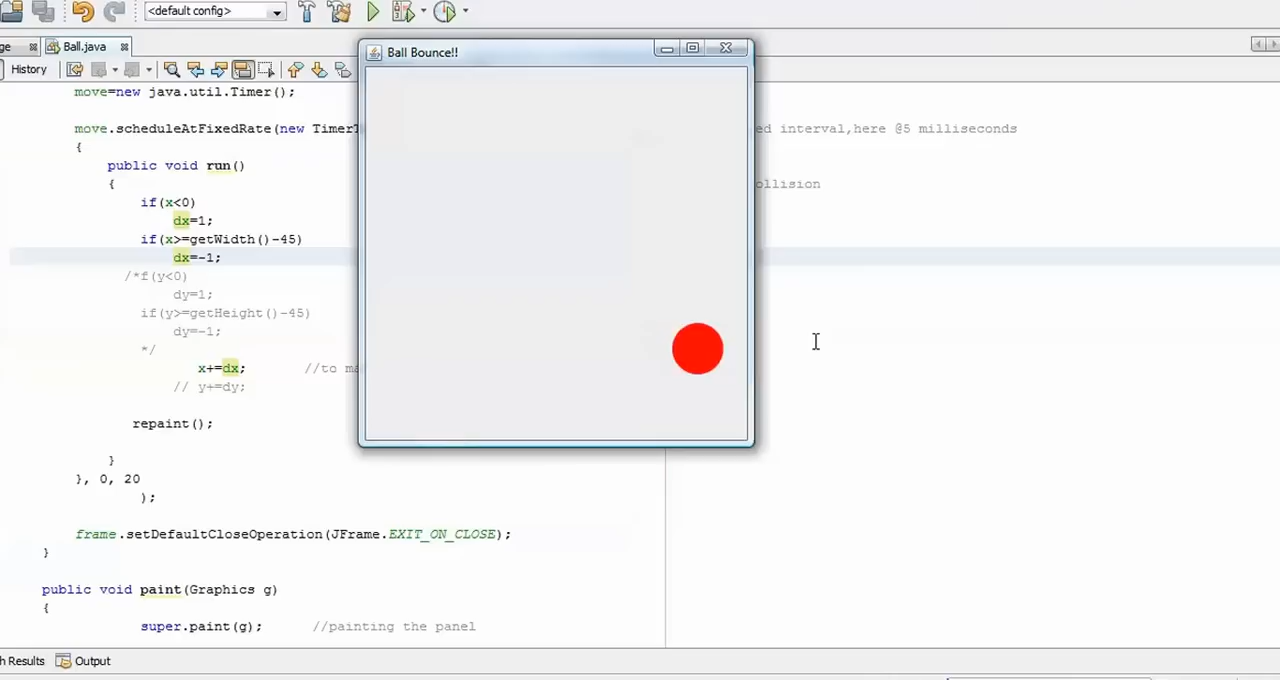 <default config>
ge
Ball.java
Ball Bounce!!
History
move=new java.util.Timer();
move.scheduleAtFixedRate(new TimerT
ed interval,here @5 milliseconds
{
public void run()
{
ollision
if(x<0)
dx=1;
if(x>=getWidth()-45)
dx=-1;
/*f(y<0)
dy=1;
if(y>=getHeight()-45)
dy=-1;
*/
x+=dx; //to ma
// y+=dy;
repaint();
}
}, 0, 20
);
frame.setDefaultCloseOperation(JFrame.EXIT_ON_CLOSE);
}
public void paint(Graphics g)
{
super.paint(g); //painting the panel
h Results
Output